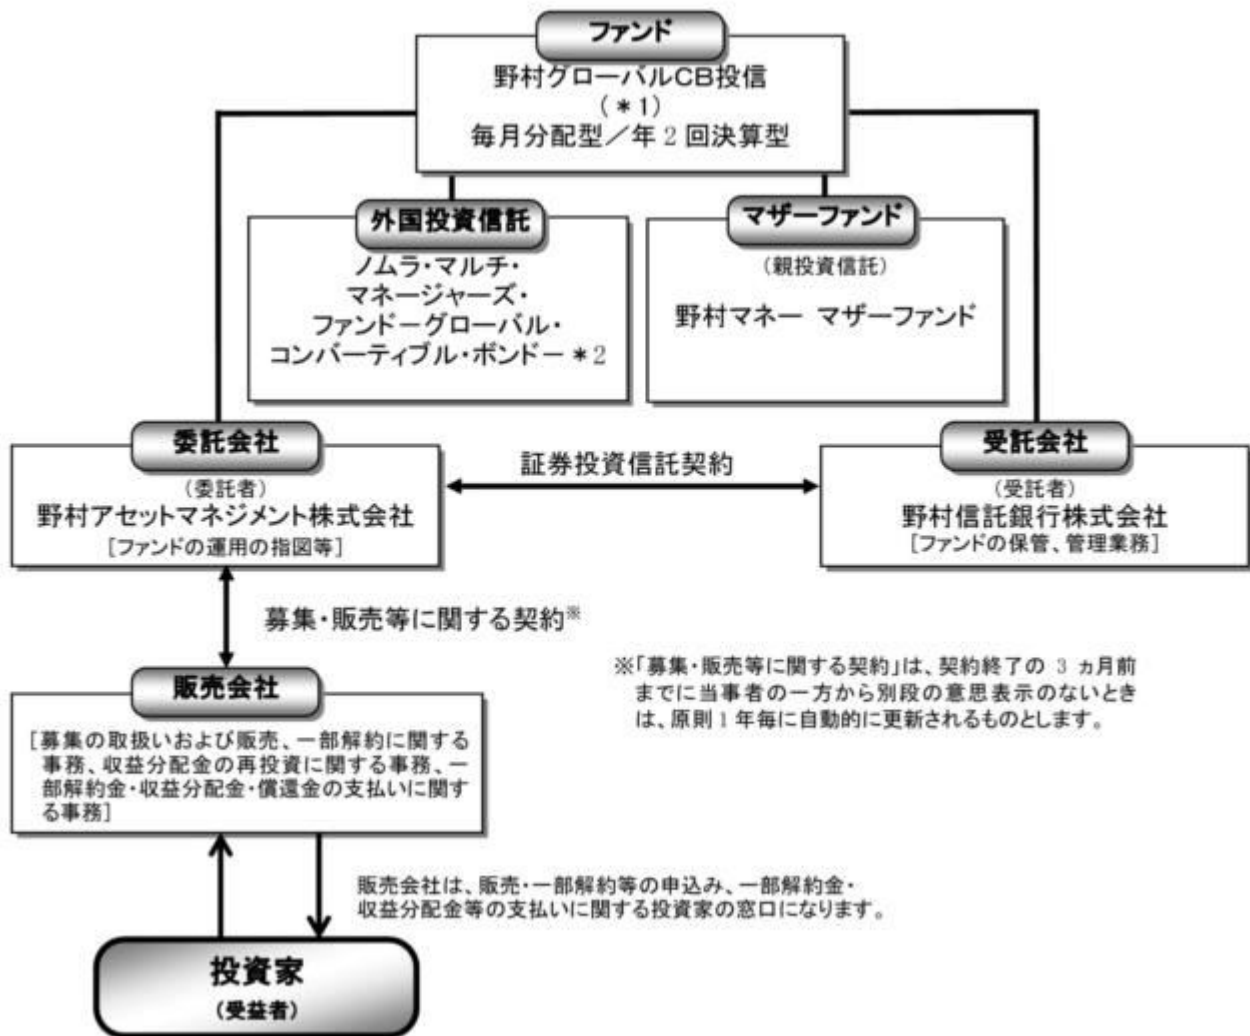 ファンド
野村グローバルCB投信
(＊1)
毎月分配型／年2回決算型
外国投資信託
ノムラ・マルチ・
マネージャーズ・
ファンド－グローバル・
コンバーティブル・ボンド－＊2
マザーファンド
(親投資信託)
野村マネー マザーファンド
委託会社
(委託者)
野村アセットマネジメント株式会社
[ファンドの運用の指図等]
証券投資信託契約
受託会社
(受託者)
野村信託銀行株式会社
[ファンドの保管、管理業務]
募集・販売等に関する契約※
※「募集・販売等に関する契約」は、契約終了の 3 ヵ月前
までに当事者の一方から別段の意思表示のないとき
は、原則1年毎に自動的に更新されるものとします。
販売会社
[募集の取扱いおよび販売、一部解約に関する
事務、収益分配金の再投資に関する事務、一
部解約金・収益分配金・償還金の支払いに関す
る事務]
販売会社は、販売・一部解約等の申込み、一部解約金・
収益分配金等の支払いに関する投資家の窓口になります。
投資家
(受益者)